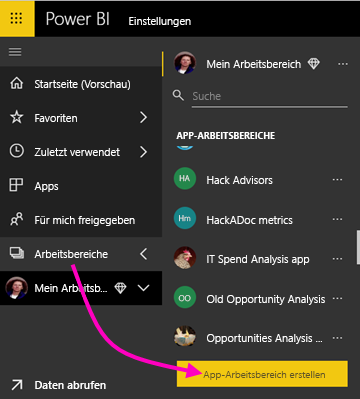 Power BI
Einstellungen
Startseite (Vorschau)
Favoriten
Zuletzt verwendet
Apps
Für mich freigegeben
Arbeitsbereiche
Mein Arbeitsb...
Daten abrufen
Mein Arbeitsbereich
Suche
APP-ARBEITSBEREICHE
HA Hack Advisors
Hm HackADoc metrics
IT Spend Analysis app
OO Old Opportunity Analysis
Opportunities Analysis ...
App-Arbeitsbereich erstellen